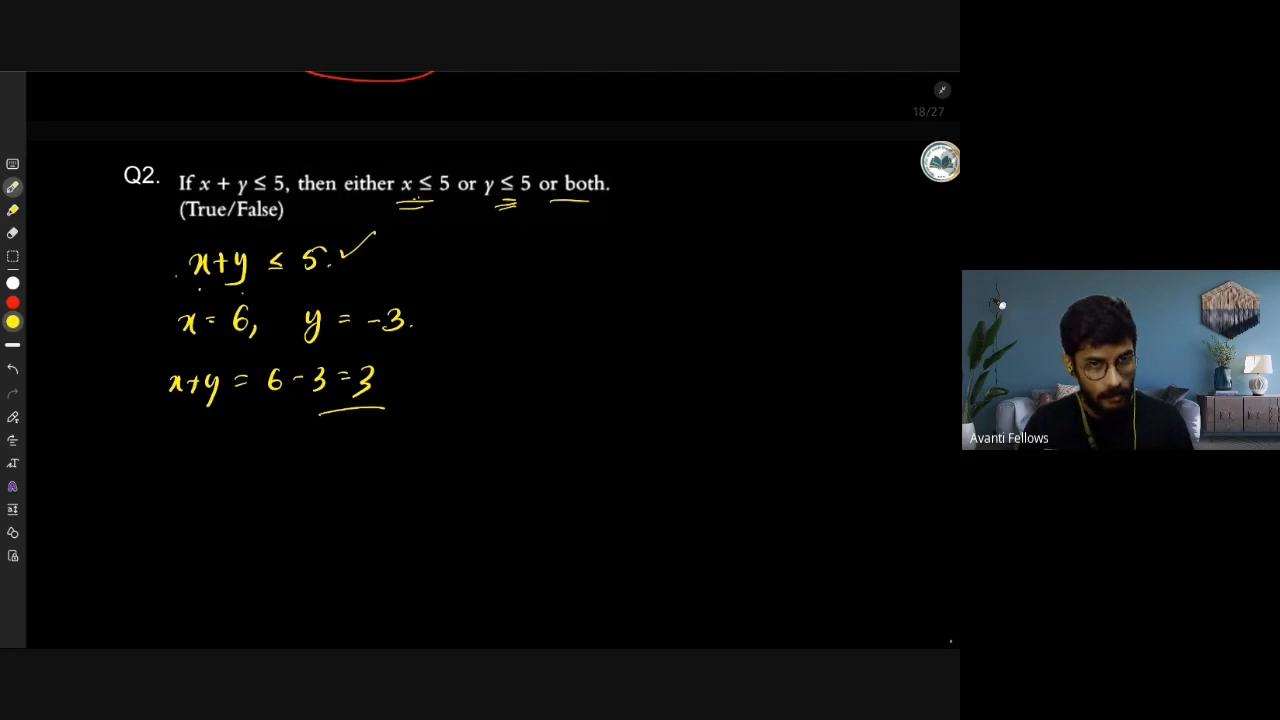 18/27
Q2. If x + y ≤ 5, then either x ≤ 5 or y ≤ 5 or both.
(True/False)
x+y ≤ 5.
x = 6, y = -3.
x+y = 6 - 3 = 3
Avanti Fellows